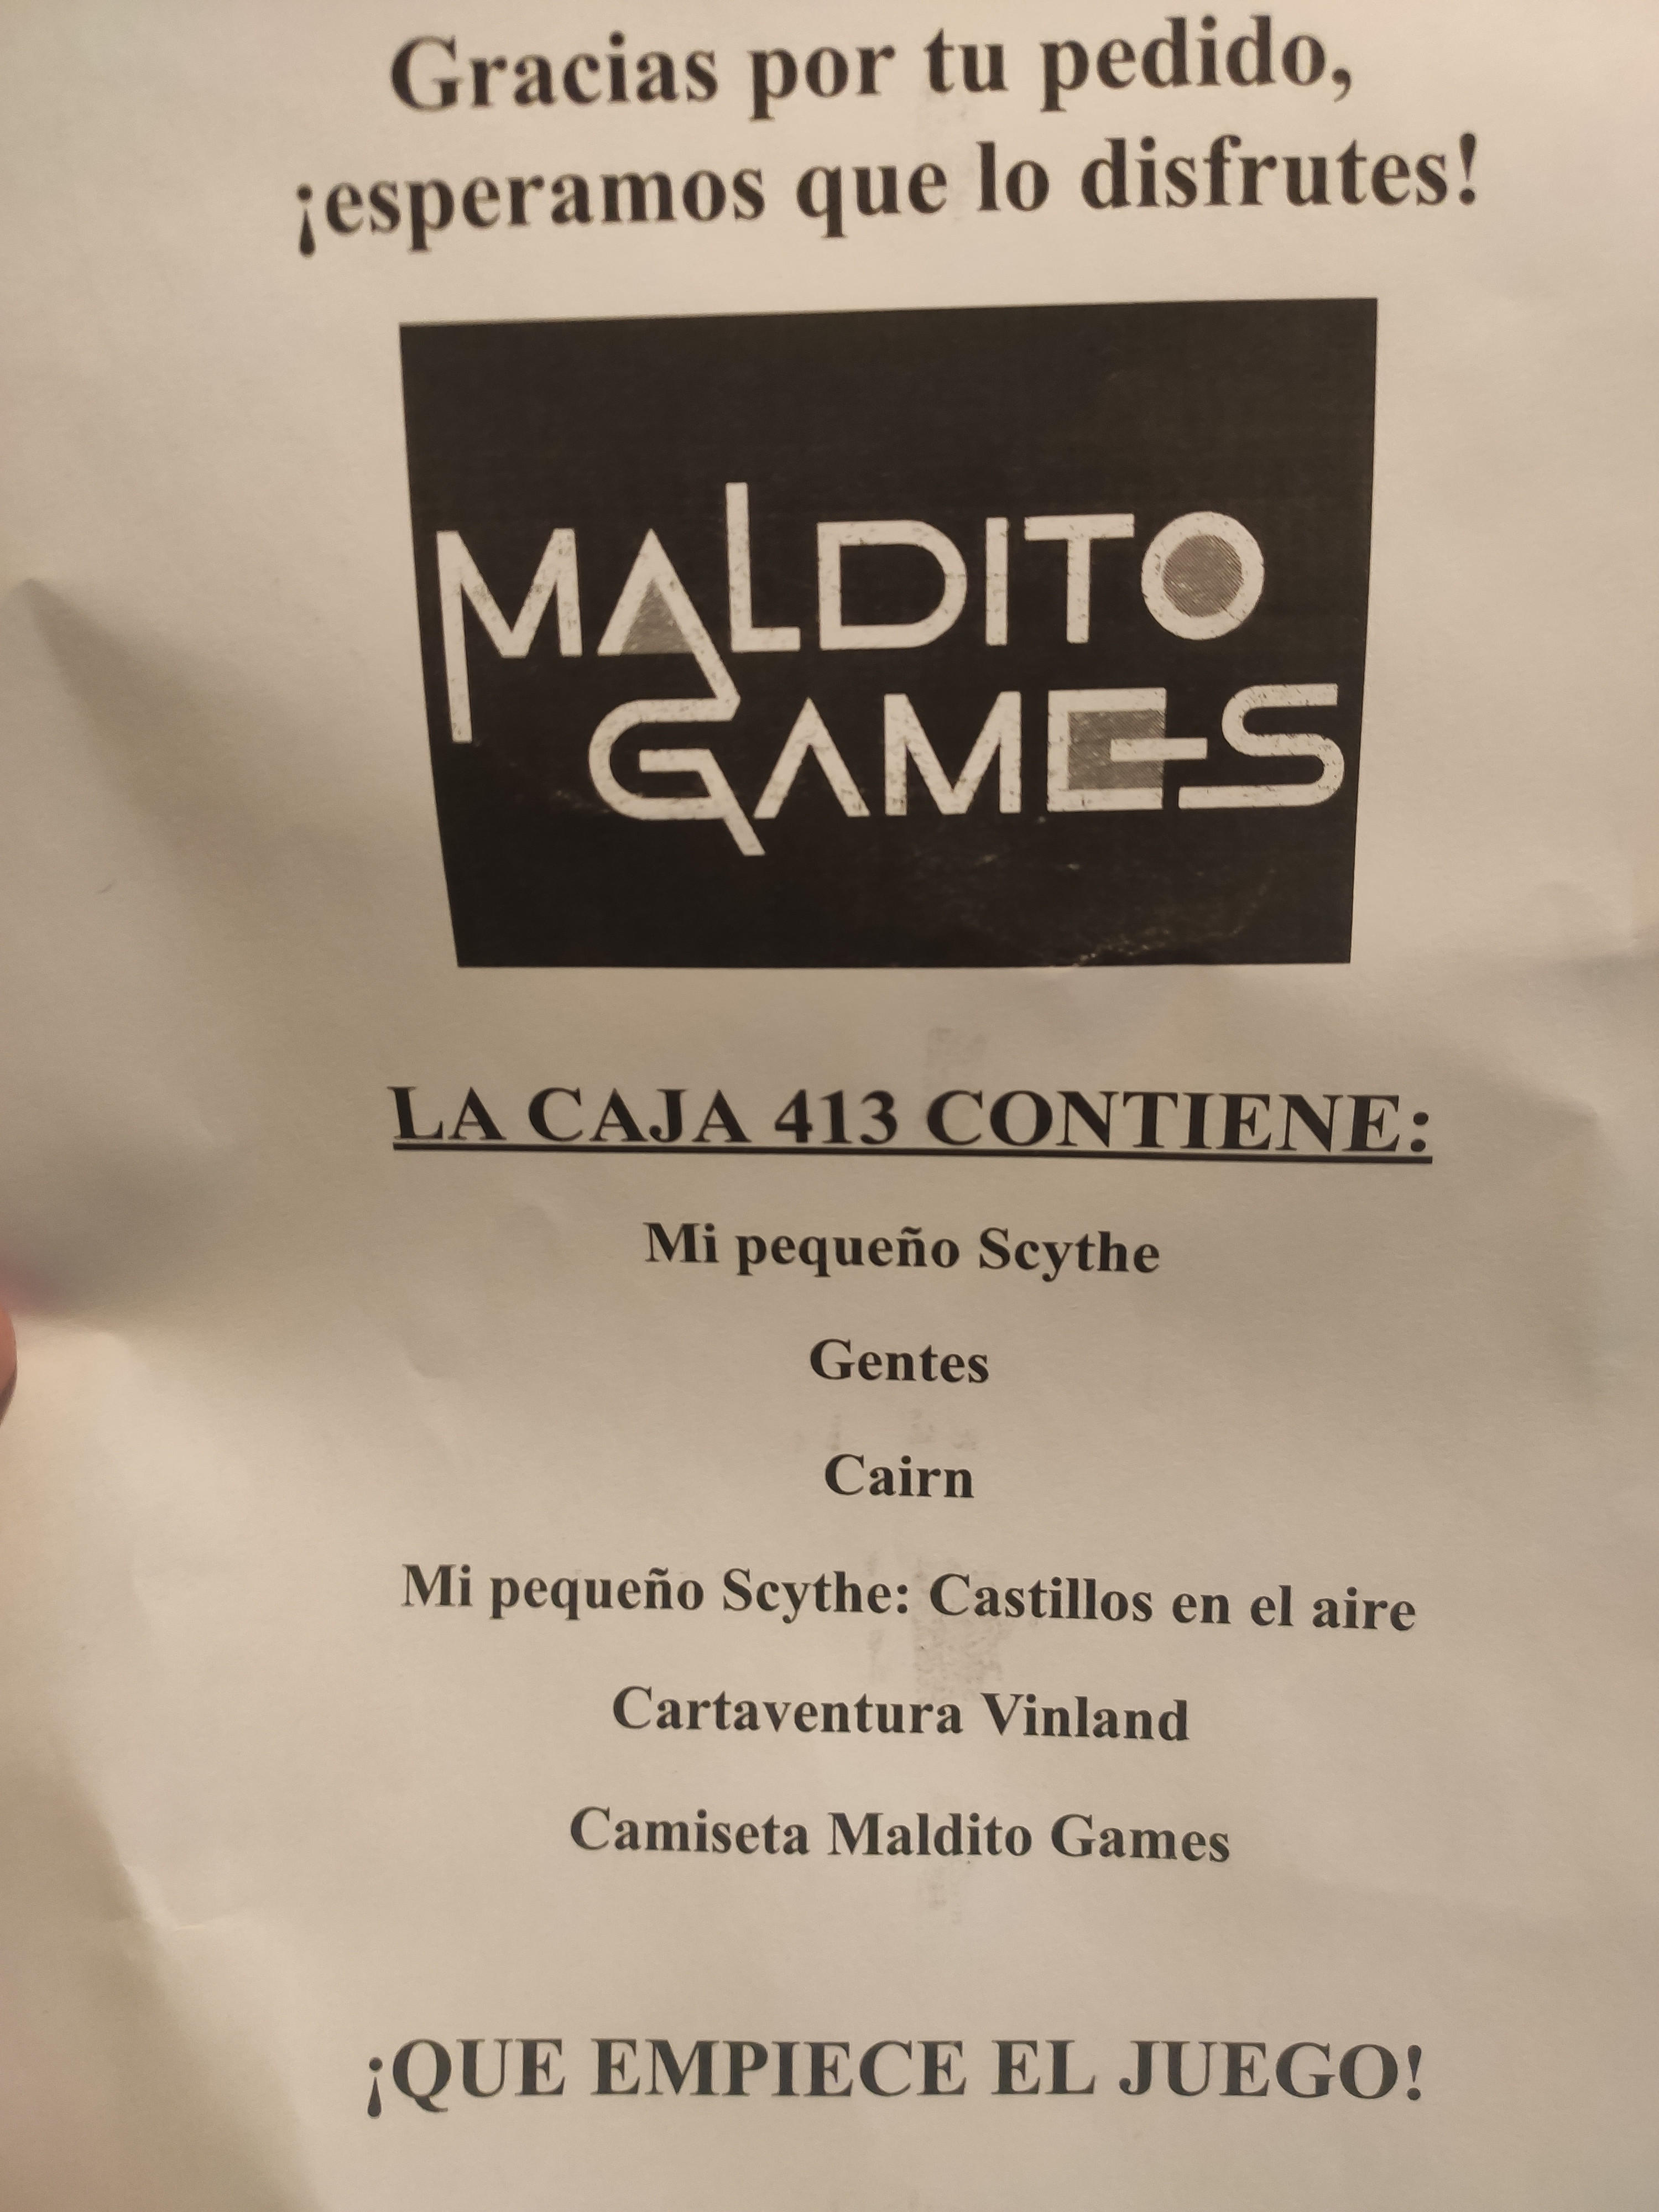 Gracias por tu pedido,
¡esperamos que lo disfrutes!
MALDITO
GAMES
LA CAJA 413 CONTIENE:
Mi pequeño Scythe
Gentes
Cairn
Mi pequeño Scythe: Castillos en el aire
Cartaventura Vinland
Camiseta Maldito Games
¡QUE EMPIECE EL JUEGO!